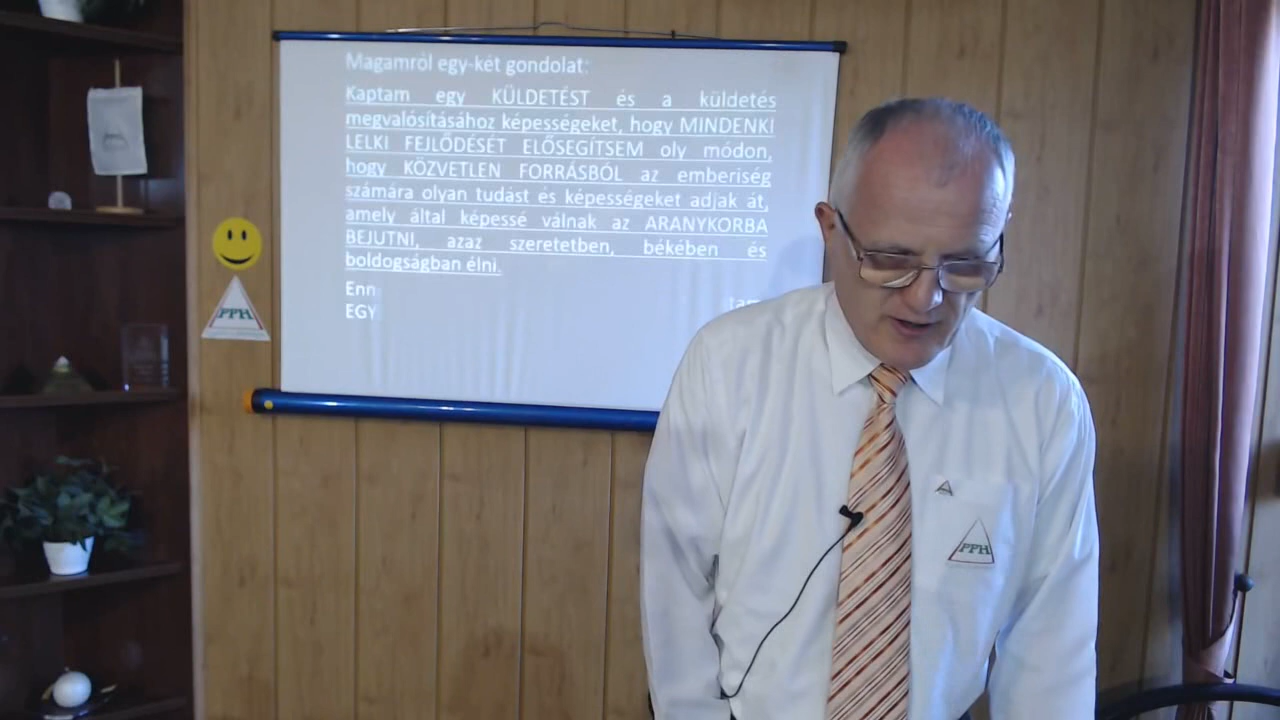 Magamról egy-két gondolat:
Kaptam egy KÜLDETÉST és a küldetés
megvalósításához képességeket, hogy MINDENKI
LELKI FEJLŐDÉSÉT ELŐSEGÍTSEM oly módon,
hogy KÖZVETLEN FORRÁSBÓL az emberiség
számára olyan tudást és képességeket adjak át,
amely által képessé válnak az ARANYKORBA
BEJUTNI, azaz szeretetben, békében és
boldogságban élni.
Enn
EGY
PPH
PPH